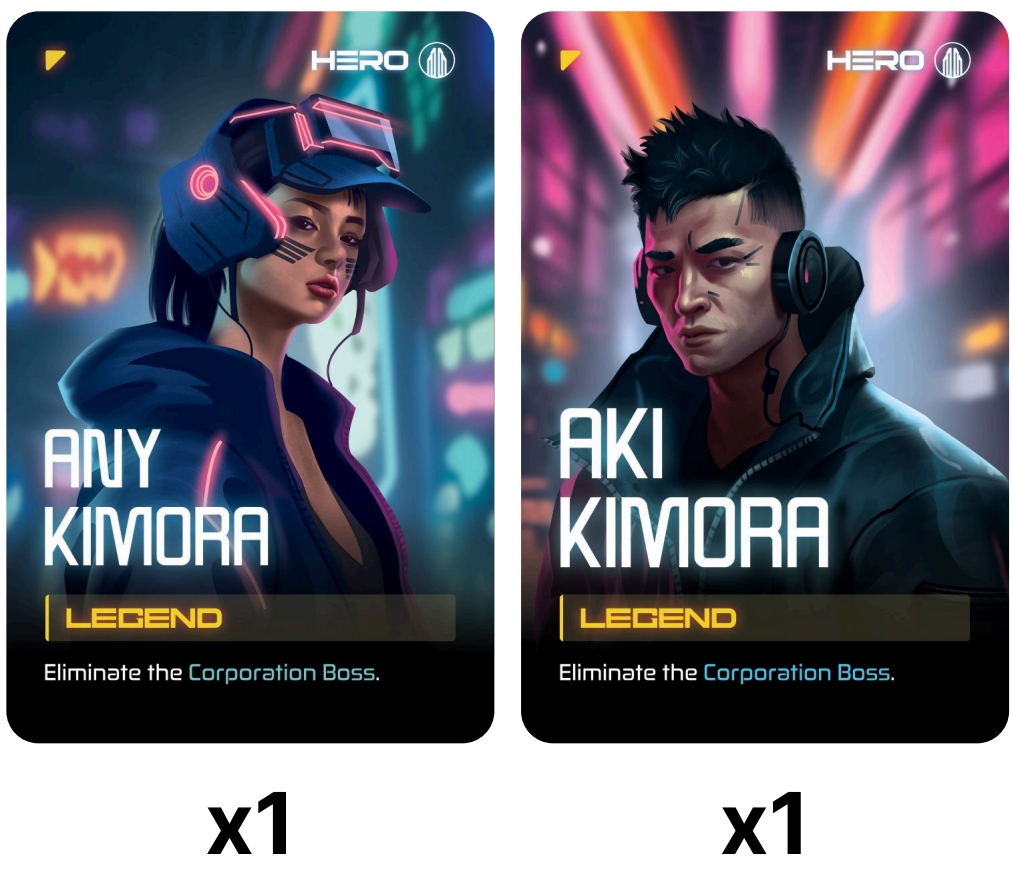 HERO
ANY
KIMORA
LEGEND
Eliminate the Corporation Boss.
x1
HERO
AKI
KIMORA
LEGEND
Eliminate the Corporation Boss.
x1